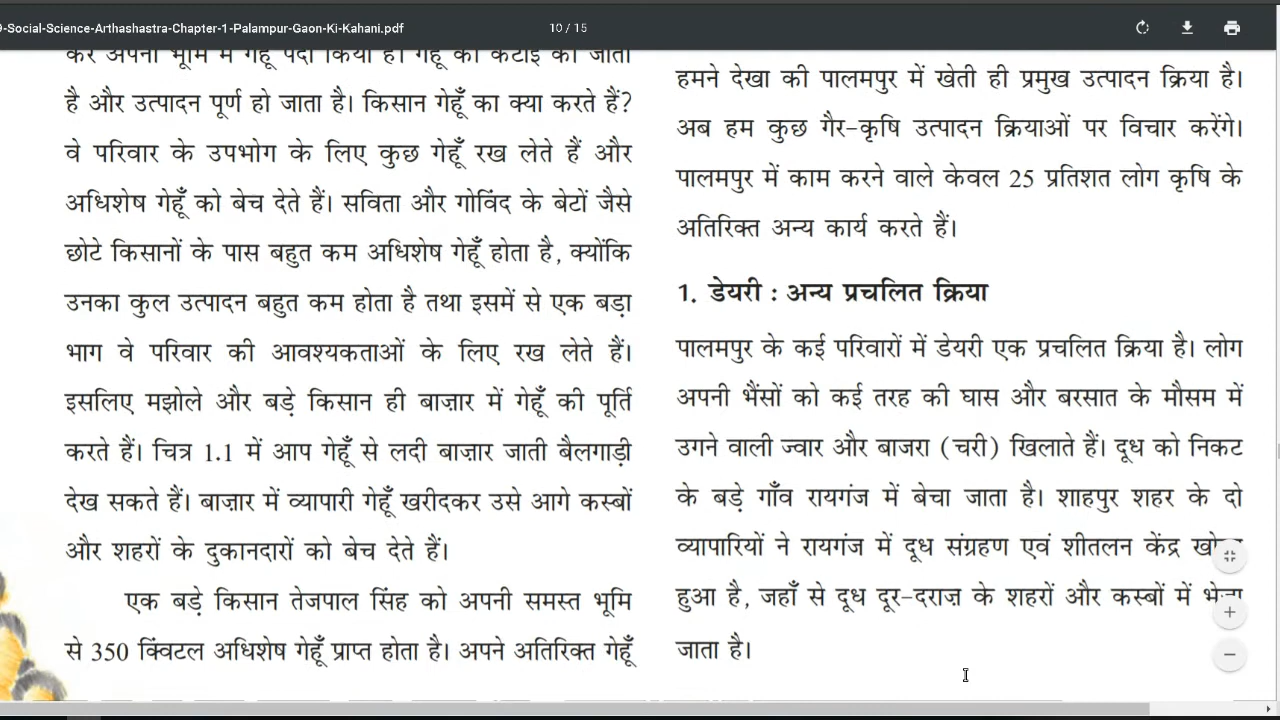 9-Social-Science-Arthashastra-Chapter-1-Palampur-Gaon-Ki-Kahani.pdf
10 / 15
कर अपनी भूमि में गेहूँ पैदा किया है। गेहूँ की कटाई की जाती
है और उत्पादन पूर्ण हो जाता है। किसान गेहूँ का क्या करते हैं?
वे परिवार के उपभोग के लिए कुछ गेहूँ रख लेते हैं और
अधिशेष गेहूँ को बेच देते हैं। सविता और गोविंद के बेटों जैसे
छोटे किसानों के पास बहुत कम अधिशेष गेहूँ होता है, क्योंकि
उनका कुल उत्पादन बहुत कम होता है तथा इसमें से एक बड़ा
भाग वे परिवार की आवश्यकताओं के लिए रख लेते हैं।
इसलिए मझोले और बड़े किसान ही बाज़ार में गेहूँ की पूर्ति
करते हैं। चित्र 1.1 में आप गेहूँ से लदी बाज़ार जाती बैलगाड़ी
देख सकते हैं। बाज़ार में व्यापारी गेहूँ खरीदकर उसे आगे कस्बों
और शहरों के दुकानदारों को बेच देते हैं।
एक बड़े किसान तेजपाल सिंह को अपनी समस्त भूमि
से 350 क्विंटल अधिशेष गेहूँ प्राप्त होता है। अपने अतिरिक्त गेहूँ
हमने देखा की पालमपुर में खेती ही प्रमुख उत्पादन क्रिया है।
अब हम कुछ गैर-कृषि उत्पादन क्रियाओं पर विचार करेंगे।
पालमपुर में काम करने वाले केवल 25 प्रतिशत लोग कृषि के
अतिरिक्त अन्य कार्य करते हैं।
1. डेयरी : अन्य प्रचलित क्रिया
पालमपुर के कई परिवारों में डेयरी एक प्रचलित क्रिया है। लोग
अपनी भैंसों को कई तरह की घास और बरसात के मौसम में
उगने वाली ज्वार और बाजरा (चरी) खिलाते हैं। दूध को निकट
के बड़े गाँव रायगंज में बेचा जाता है। शाहपुर शहर के दो
व्यापारियों ने रायगंज में दूध संग्रहण एवं शीतलन केंद्र
हुआ है, जहाँ से दूध दूर-दराज़ के शहरों और कस्बों में भेजा
जाता है।